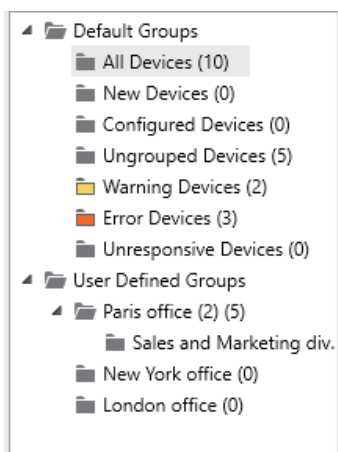 Default Groups
All Devices (10)
New Devices (0)
Configured Devices (0)
Ungrouped Devices (5)
Warning Devices (2)
Error Devices (3)
Unresponsive Devices (0)
User Defined Groups
Paris office (2) (5)
Sales and Marketing div.
New York office (0)
London office (0)